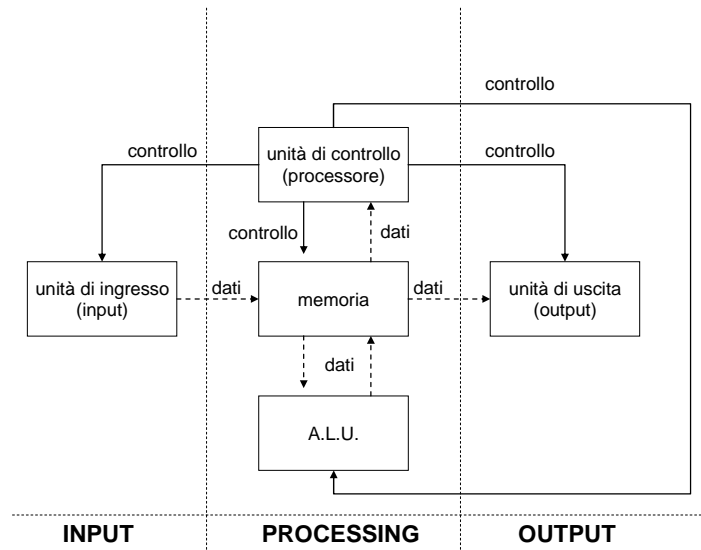 controllo
controllo
unità di controllo
(processore)
controllo
controllo
dati
unità di ingresso
(input)
dati
memoria
dati
unità di uscita
(output)
dati
A.L.U.
INPUT
PROCESSING
OUTPUT